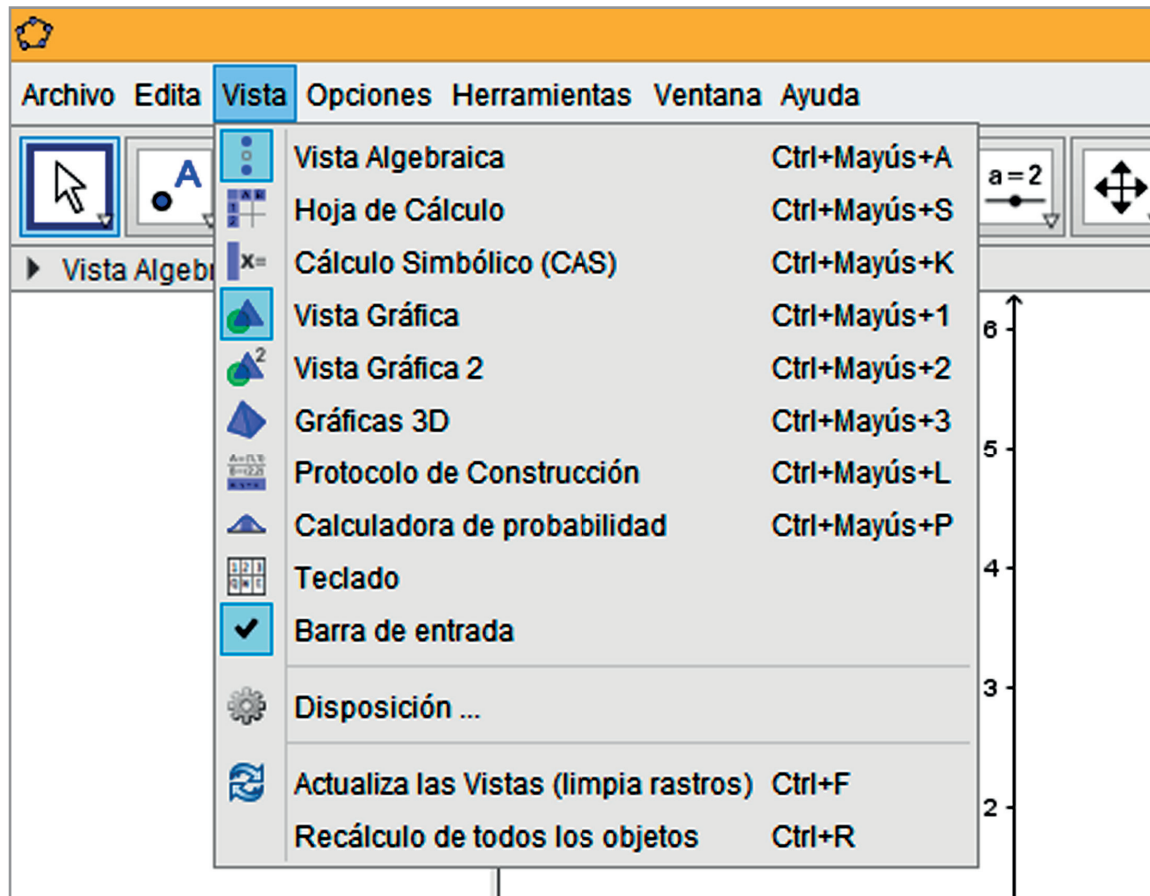 Archivo Edita Vista Opciones Herramientas Ventana Ayuda
A
a=2
Vista Algebr
Vista Algebraica Ctrl+Mayús+A
Hoja de Cálculo Ctrl+Mayús+S
x= Cálculo Simbólico (CAS) Ctrl+Mayús+K
Vista Gráfica Ctrl+Mayús+1
2 Vista Gráfica 2 Ctrl+Mayús+2
Gráficas 3D Ctrl+Mayús+3
Protocolo de Construcción Ctrl+Mayús+L
Calculadora de probabilidad Ctrl+Mayús+P
Teclado
Barra de entrada
Disposición ...
Actualiza las Vistas (limpia rastros) Ctrl+F
Recálculo de todos los objetos Ctrl+R
6
5
4
3
2